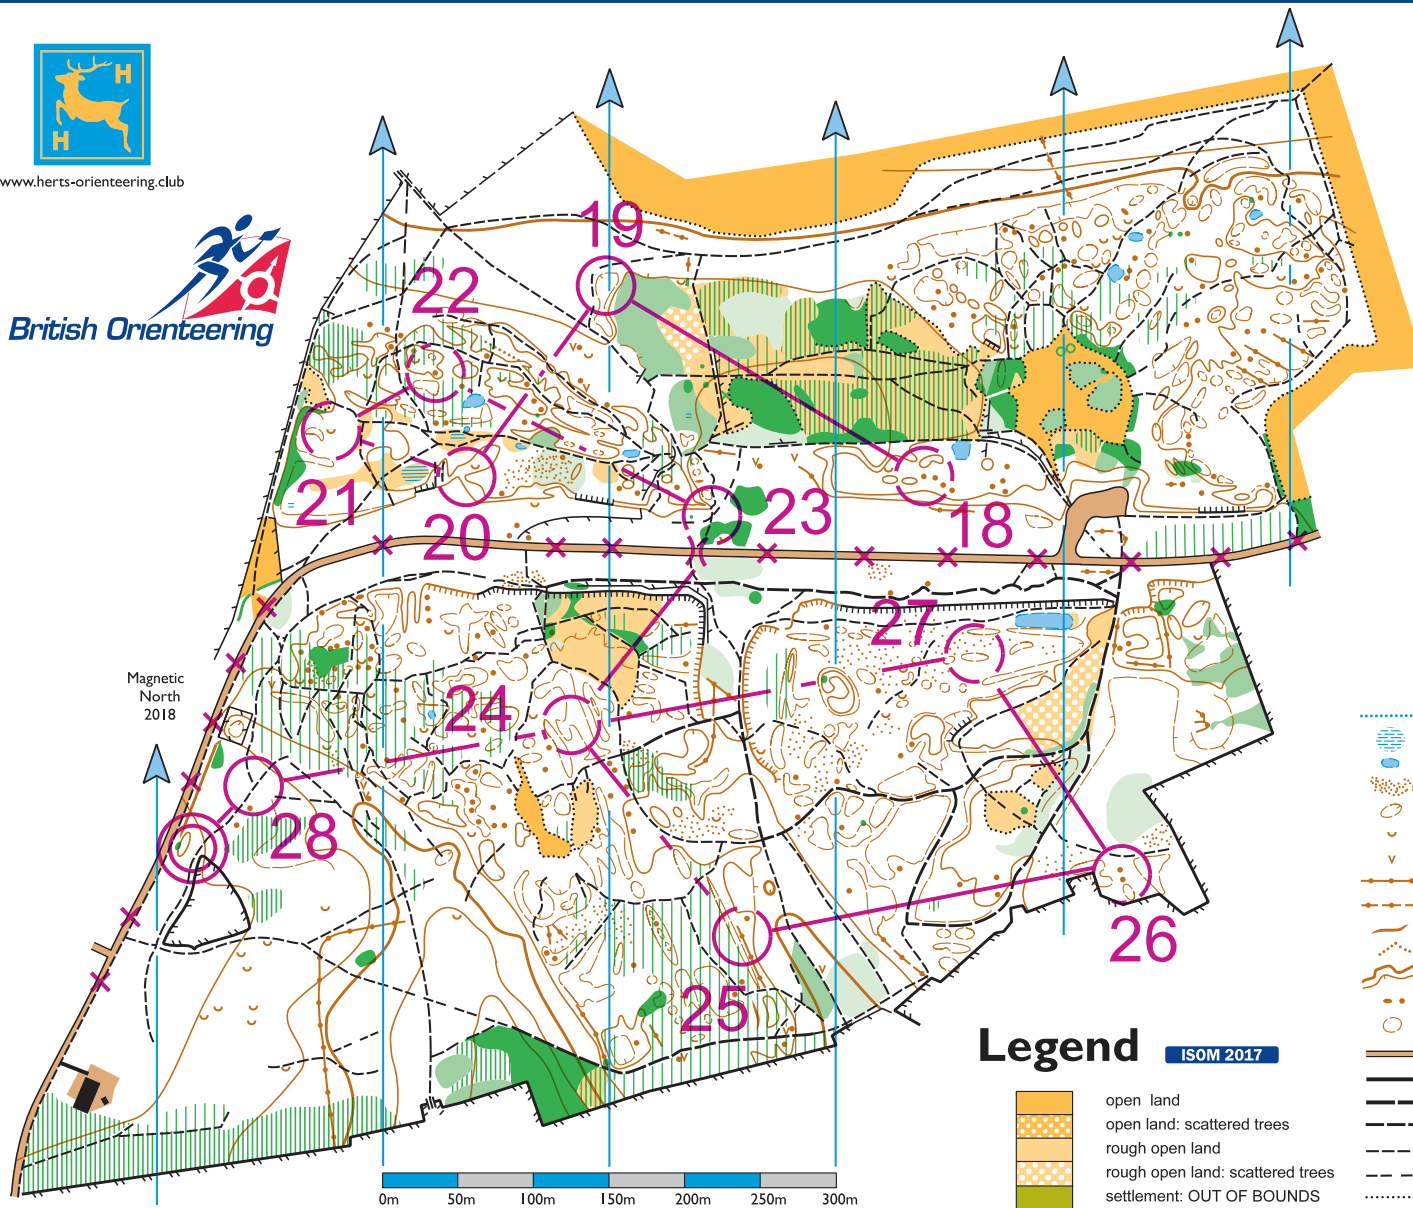 H
H
www.herts-orienteering.club
British Orienteering
19
22
21
20
23
18
27
24
28
25
26
Magnetic
North
2018
0m 50m 100m 150m 200m 250m 300m
Legend ISOM 2017
open land
open land: scattered trees
rough open land
rough open land: scattered trees
settlement: OUT OF BOUNDS